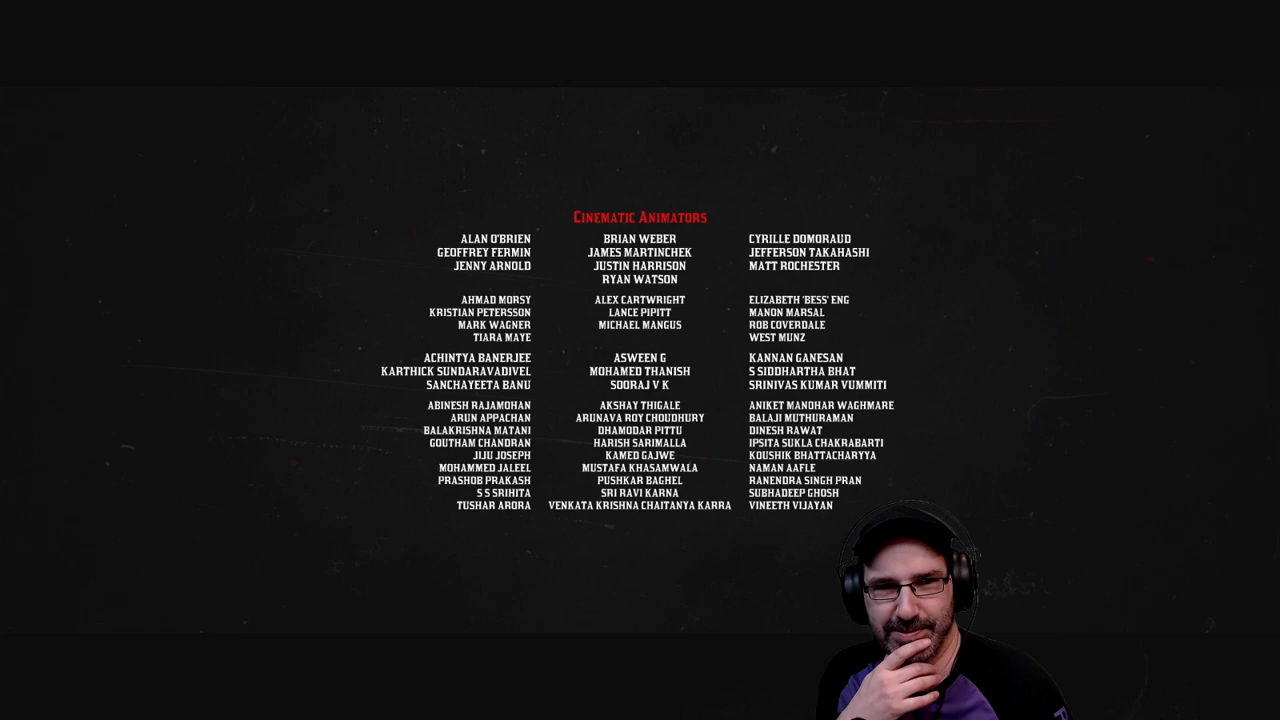 CINEMATIC ANIMATORS
ALAN O'BRIEN BRIAN WEBER CYRILLE DOMORAUD
GEOFFREY FERMIN JAMES MARTINCHEK JEFFERSON TAKAHASHI
JENNY ARNOLD JUSTIN HARRISON MATT ROCHESTER
RYAN WATSON
AHMAD MORSY ALEX CARTWRIGHT ELIZABETH 'BESS' ENG
KRISTIAN PETERSSON LANCE PIPITT MANON MARSAL
MARK WAGNER MICHAEL MANGUS ROB COVERDALE
TIARA MAYE WEST MUNZ
ACHINTYA BANERJEE ASWEEN G KANNAN GANESAN
KARTHICK SUNDARAVADIVEL MOHAMED THANISH S SIDDHARTHA BHAT
SANCHAYEETA BANU SOORAJ V K SRINIVAS KUMAR VUMMITI
ABINESH RAJAMOHAN AKSHAY THIGALE ANIKET MANOHAR WAGHMARE
ARUN APPACHAN ARUNAVA ROY CHOUDHURY BALAJI MUTHURAMAN
BALAKRISHNA MATANI DHAMODAR PITTU DINESH RAWAT
GOUTHAM CHANDRAN HARISH SARIMALLA IPSITA SUKLA CHAKRABARTI
JIJU JOSEPH KAMED GAJWE KOUSHIK BHATTACHARYYA
MOHAMMED JALEEL MUSTAFA KHASAMWALA NAMAN AAFLE
PRASHOB PRAKASH PUSHKAR BAGHEL RANENDRA SINGH PRAN
S S SRIHITA SRI RAVI KARNA SUBHADEEP GHOSH
TUSHAR ARORA VENKATA KRISHNA CHAITANYA KARRA VINEETH VIJAYAN